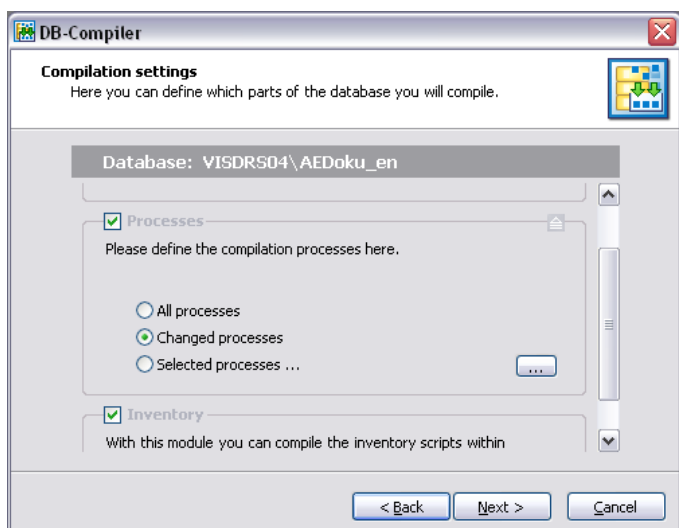 DB-Compiler
Compilation settings
Here you can define which parts of the database you will compile.
Database: VISDRS04\AEDoku_en
Processes
Please define the compilation processes here.
All processes
Changed processes
Selected processes ...
...
Inventory
With this module you can compile the inventory scripts within
< Back Next > Cancel